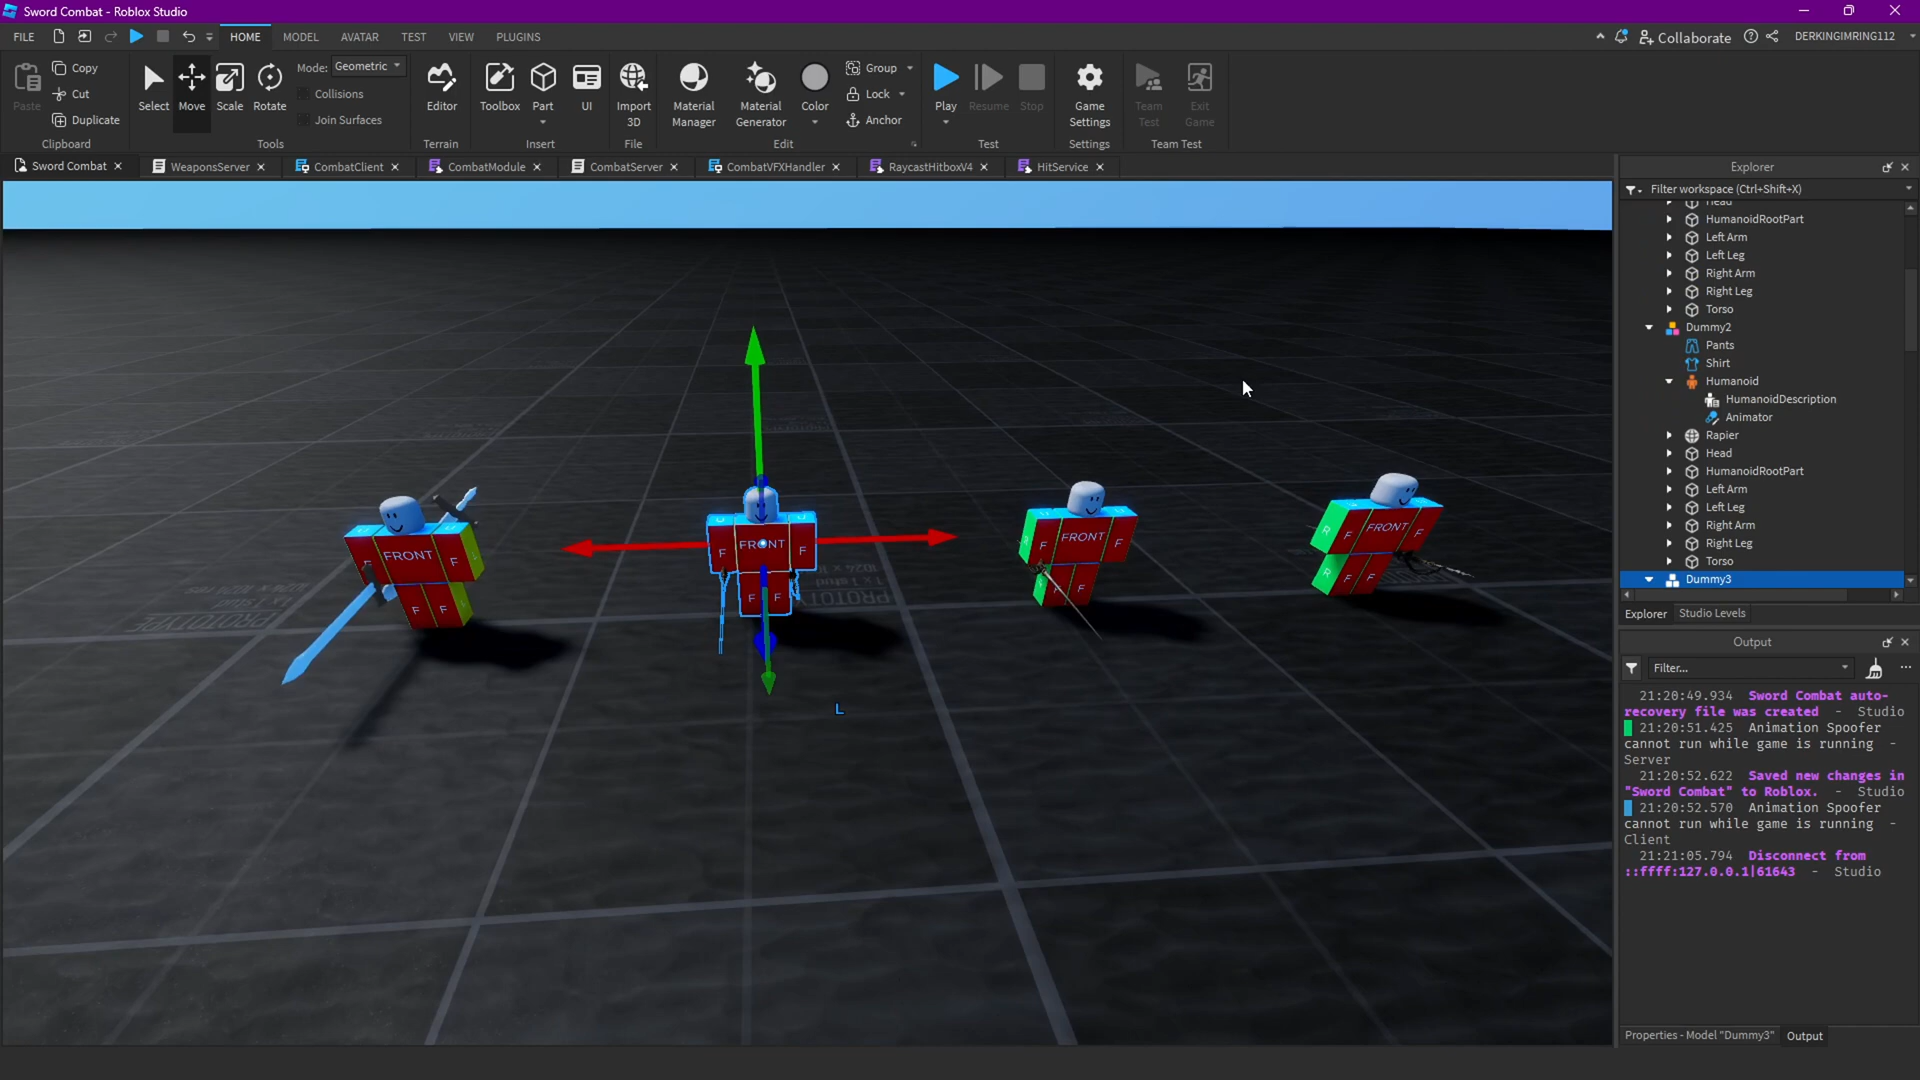 Sword Combat - Roblox Studio
FILE
HOME
MODEL
AVATAR
TEST
VIEW
PLUGINS
Collaborate
DERKINGIMRING112
Paste
Copy
Cut
Duplicate
Clipboard
Select
Move
Scale
Rotate
Mode: Geometric
Collisions
Join Surfaces
Tools
Editor
Terrain
Toolbox
Part
UI
Insert
Import
3D
File
Material
Manager
Material
Generator
Color
Group
Lock
Anchor
Edit
Play
Resume
Stop
Test
Game
Settings
Settings
Team
Test
Exit
Game
Team Test
Sword Combat
WeaponsServer
CombatClient
CombatModule
CombatServer
CombatVFXHandler
RaycastHitboxV4
HitService
Explorer
Filter workspace (Ctrl+Shift+X)
Head
HumanoidRootPart
Left Arm
Left Leg
Right Arm
Right Leg
Torso
Dummy2
Pants
Shirt
Humanoid
HumanoidDescription
Animator
Rapier
Head
HumanoidRootPart
Left Arm
Left Leg
Right Arm
Right Leg
Torso
Dummy3
Explorer
Studio Levels
FRONT
F
F
F
F
FRONT
F
F
F
F
FRONT
F
F
F
F
FRONT
F
F
F
F
R
R
L
PROTOTYPE
Output
Filter...
21:20:49.934 Sword Combat auto-
recovery file was created - Studio
21:20:51.425 Animation Spoofer
cannot run while game is running -
Server
21:20:52.622 Saved new changes in
"Sword Combat" to Roblox. - Studio
21:20:52.570 Animation Spoofer
cannot run while game is running -
Client
21:21:05.794 Disconnect from
::ffff:127.0.0.1|61643 - Studio
Properties - Model "Dummy3"
Output